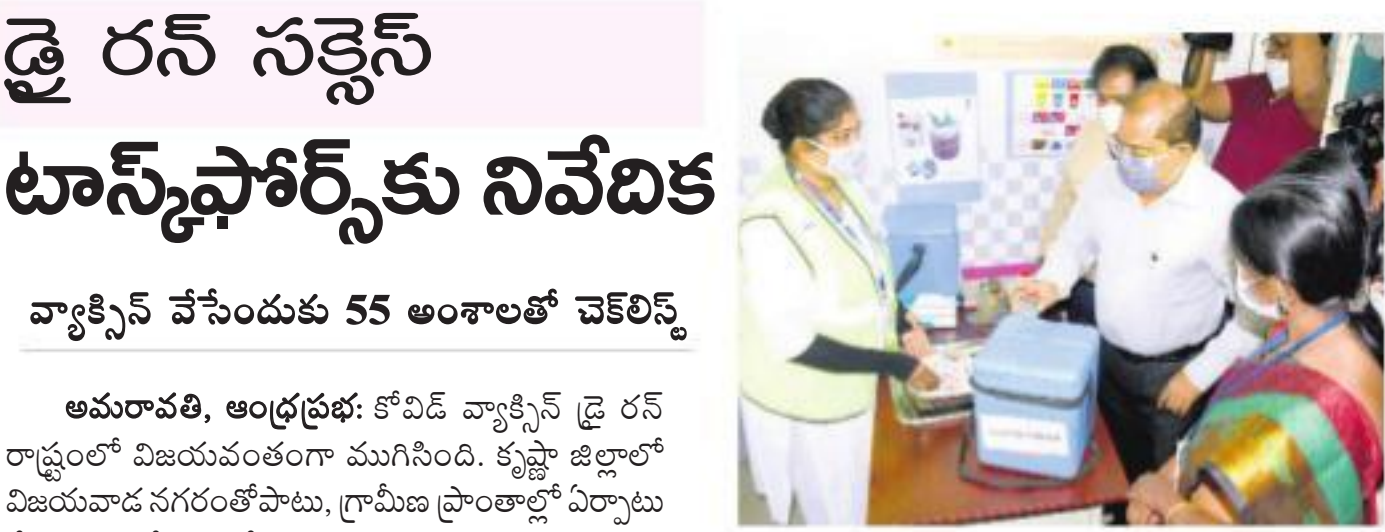 డ్రై రన్ సక్సెస్
టాస్క్‌ఫోర్స్‌కు నివేదిక
వ్యాక్సిన్ వేసేందుకు 55 అంశాలతో చెక్‌లిస్ట్
అమరావతి, ఆంధ్రప్రభ: కోవిడ్ వ్యాక్సిన్ డ్రై రన్
రాష్ట్రంలో విజయవంతంగా ముగిసింది. కృష్ణా జిల్లాలో
విజయవాడ నగరంతోపాటు, గ్రామీణ ప్రాంతాల్లో ఏర్పాటు